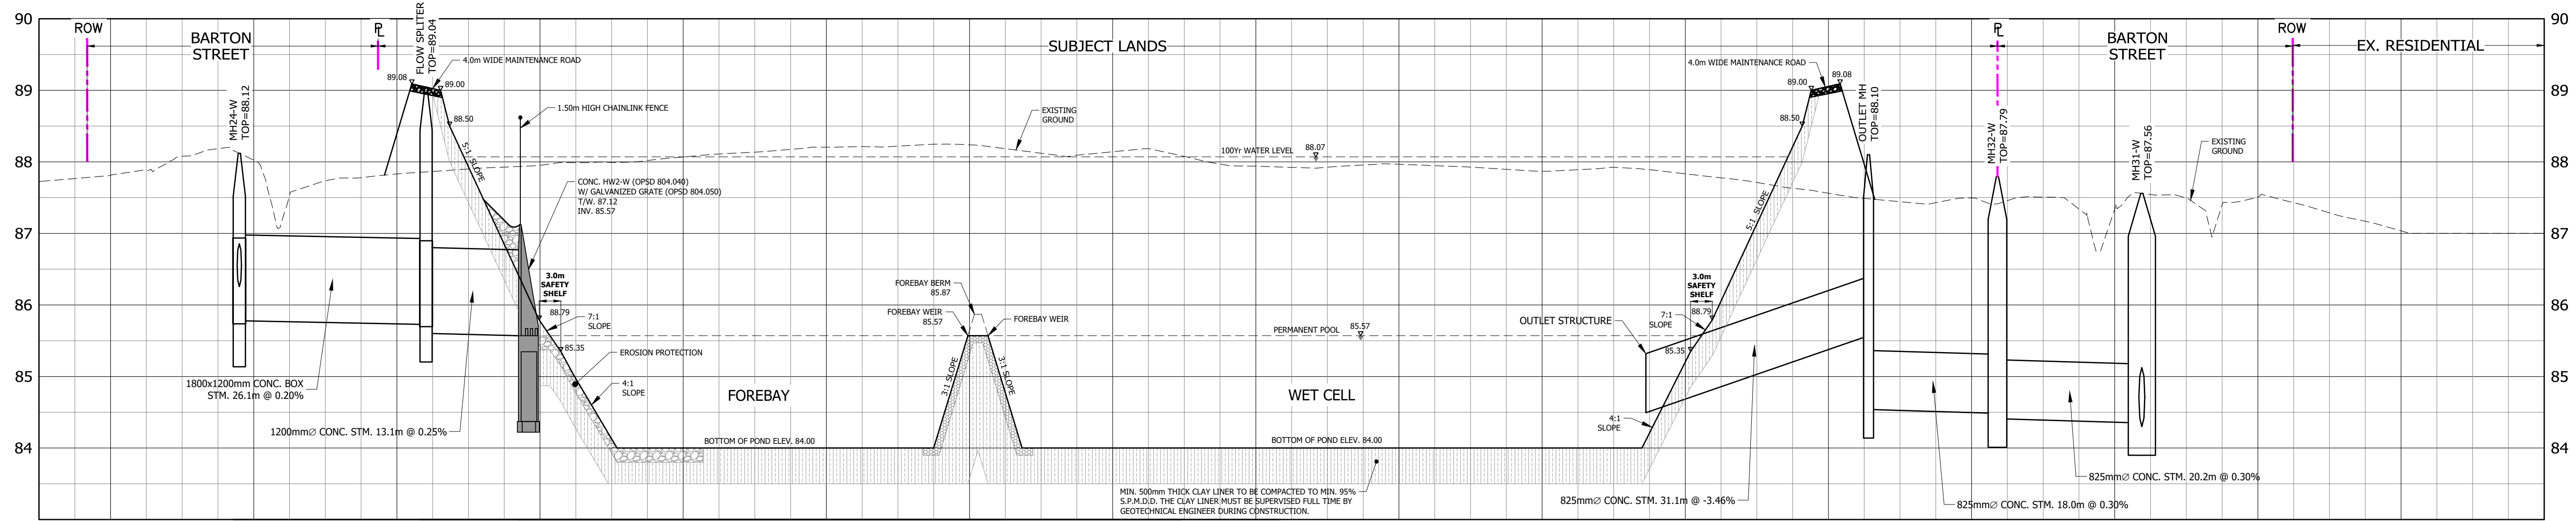 90
89
88
87
86
85
84
ROW
BARTON
STREET
PL
FLOW SPLITER
TOP=89.04
4.0m WIDE MAINTENANCE ROAD
89.08
89.00
MH24-W
TOP=88.12
88.50
5:1 SLOPE
1.50m HIGH CHAINLINK FENCE
CONC. HW2-W (OPSD 804.040)
W/ GALVANIZED GRATE (OPSD 804.050)
T/W. 87.12
INV. 85.57
3.0m
SAFETY
SHELF
88.79
7:1
SLOPE
85.35
EROSION PROTECTION
4:1
SLOPE
1800x1200mm CONC. BOX
STM. 26.1m @ 0.20%
1200mm∅ CONC. STM. 13.1m @ 0.25%
FOREBAY
BOTTOM OF POND ELEV. 84.00
SUBJECT LANDS
EXISTING
GROUND
100Yr WATER LEVEL
88.07
FOREBAY BERM
85.87
FOREBAY WEIR
85.57
FOREBAY WEIR
3:1 SLOPE
3:1 SLOPE
PERMANENT POOL
85.57
WET CELL
BOTTOM OF POND ELEV. 84.00
MIN. 500mm THICK CLAY LINER TO BE COMPACTED TO MIN. 95%
S.P.M.D.D. THE CLAY LINER MUST BE SUPERVISED FULL TIME BY
GEOTECHNICAL ENGINEER DURING CONSTRUCTION.
4.0m WIDE MAINTENANCE ROAD
89.00
89.08
88.50
OUTLET MH
TOP=88.10
5:1 SLOPE
3.0m
SAFETY
SHELF
88.79
7:1
SLOPE
OUTLET STRUCTURE
85.35
4:1
SLOPE
825mm∅ CONC. STM. 31.1m @ -3.46%
PL
BARTON
STREET
ROW
EX. RESIDENTIAL
MH32-W
TOP=87.79
MH31-W
TOP=87.56
EXISTING
GROUND
825mm∅ CONC. STM. 20.2m @ 0.30%
825mm∅ CONC. STM. 18.0m @ 0.30%
90
89
88
87
86
85
84